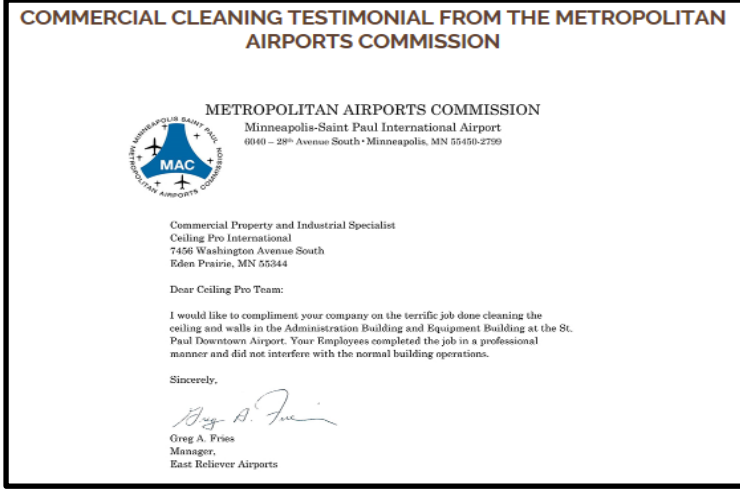 COMMERCIAL CLEANING TESTIMONIAL FROM THE METROPOLITAN
AIRPORTS COMMISSION
METROPOLITAN AIRPORTS COMMISSION
Minneapolis-Saint Paul International Airport
6040 – 28th Avenue South • Minneapolis, MN 55450-2799
MINNEAPOLIS SAINT PAUL
METROPOLITAN AIRPORTS COMMISSION
MAC
Commercial Property and Industrial Specialist
Ceiling Pro International
7456 Washington Avenue South
Eden Prairie, MN 55344
Dear Ceiling Pro Team:
I would like to compliment your company on the terrific job done cleaning the
ceiling and walls in the Administration Building and Equipment Building at the St.
Paul Downtown Airport. Your Employees completed the job in a professional
manner and did not interfere with the normal building operations.
Sincerely,
Greg A. Fries
Greg A. Fries
Manager,
East Reliever Airports